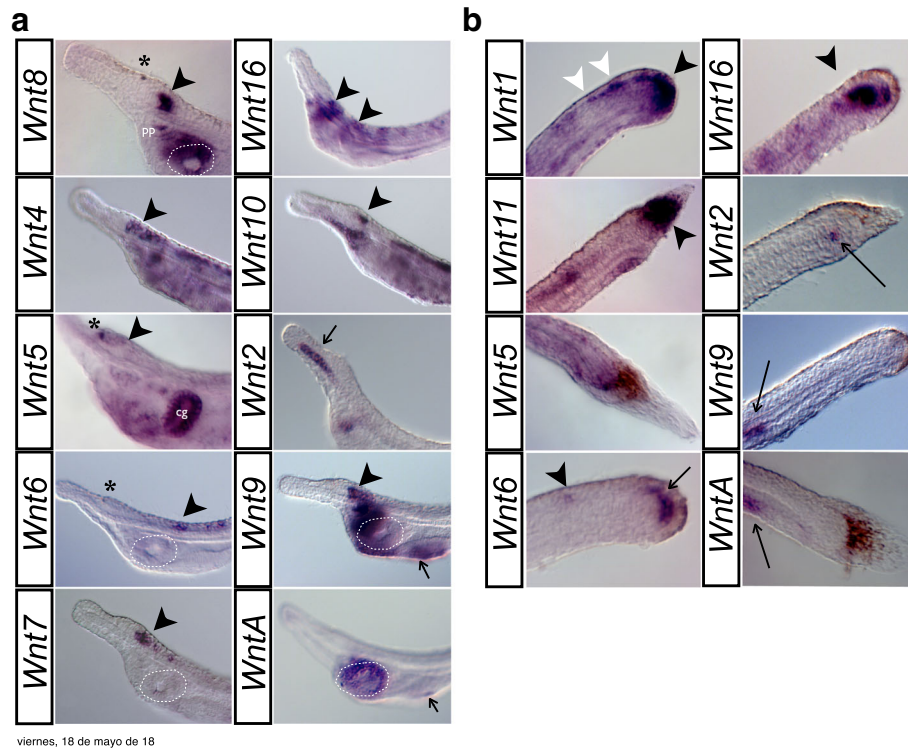 a
b
Wnt8
*
PP
Wnt16
Wnt4
Wnt10
Wnt5
*
cg
Wnt2
Wnt6
*
Wnt9
Wnt7
WntA
Wnt1
Wnt16
Wnt11
Wnt2
Wnt5
Wnt9
Wnt6
WntA
viernes, 18 de mayo de 18